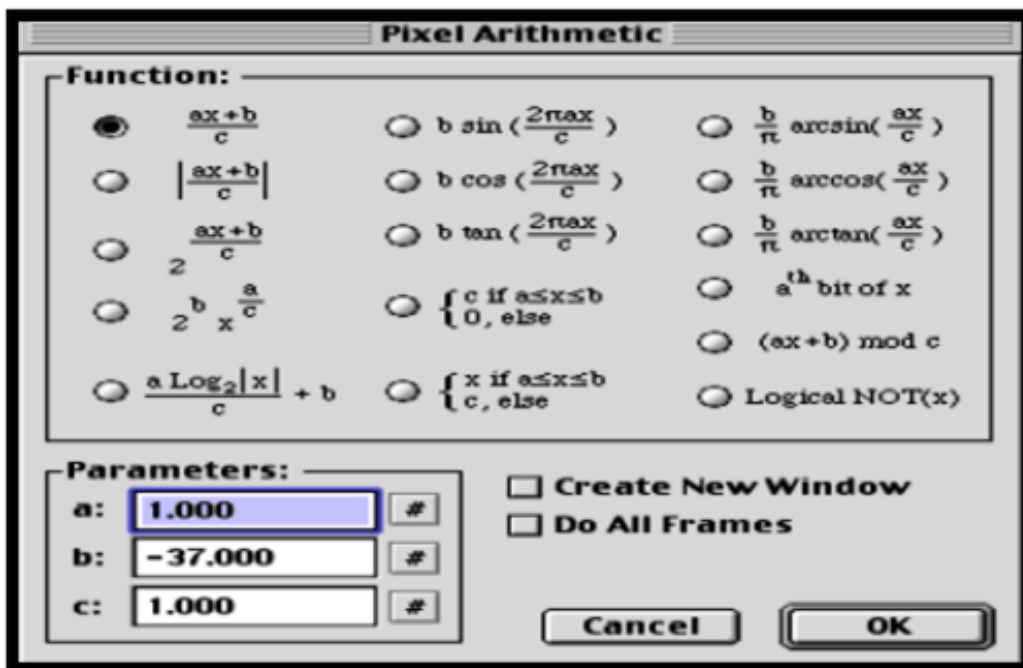 Pixel Arithmetic
Function:
ax+b / c
b sin ( 2πax / c )
b/π arcsin( ax / c )
| ax+b / c |
b cos ( 2πax / c )
b/π arccos( ax / c )
2^(ax+b / c)
b tan ( 2πax / c )
b/π arctan( ax / c )
2^b x^(a/c)
{ c if a≤x≤b
0, else
a^th bit of x
(ax+b) mod c
a Log₂|x| / c + b
{ x if a≤x≤b
c, else
Logical NOT(x)
Parameters:
a: 1.000 #
b: -37.000 #
c: 1.000 #
Create New Window
Do All Frames
Cancel
OK